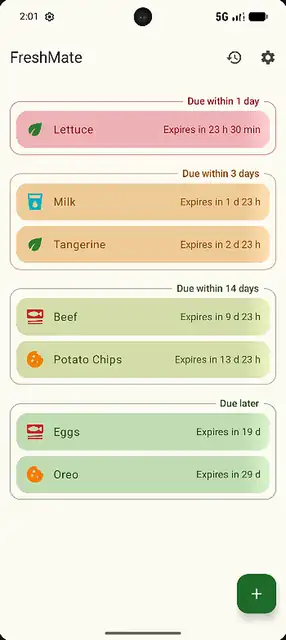 2:01 5G
FreshMate
Due within 1 day
Lettuce Expires in 23 h 30 min
Due within 3 days
Milk Expires in 1 d 23 h
Tangerine Expires in 2 d 23 h
Due within 14 days
Beef Expires in 9 d 23 h
Potato Chips Expires in 13 d 23 h
Due later
Eggs Expires in 19 d
Oreo Expires in 29 d
+